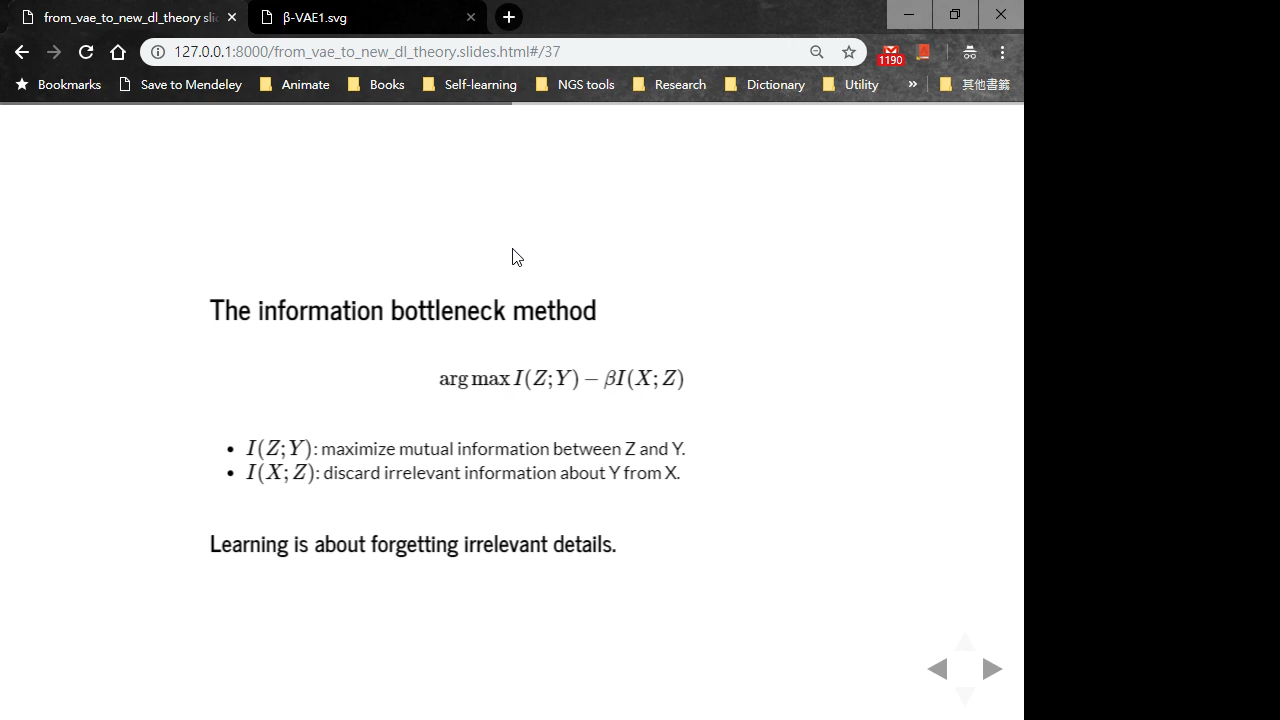 from_vae_to_new_dl_theory slid
β-VAE1.svg
127.0.0.1:8000/from_vae_to_new_dl_theory.slides.html#/37
1190
Bookmarks Save to Mendeley Animate Books Self-learning NGS tools Research Dictionary Utility » 其他書籤
The information bottleneck method
arg max I(Z; Y) − βI(X; Z)
• I(Z; Y): maximize mutual information between Z and Y.
• I(X; Z): discard irrelevant information about Y from X.
Learning is about forgetting irrelevant details.